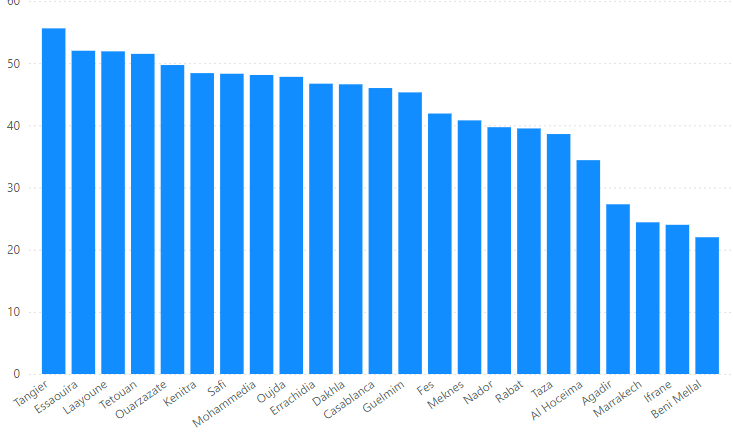 60
50
40
30
20
10
0
Tangier
Essaouira
Laayoune
Tetouan
Ouarzazate
Kenitra
Safi
Mohammedia
Oujda
Errachidia
Dakhla
Casablanca
Guelmim
Fes
Meknes
Nador
Rabat
Taza
Al Hoceima
Agadir
Marrakech
Ifrane
Beni Mellal